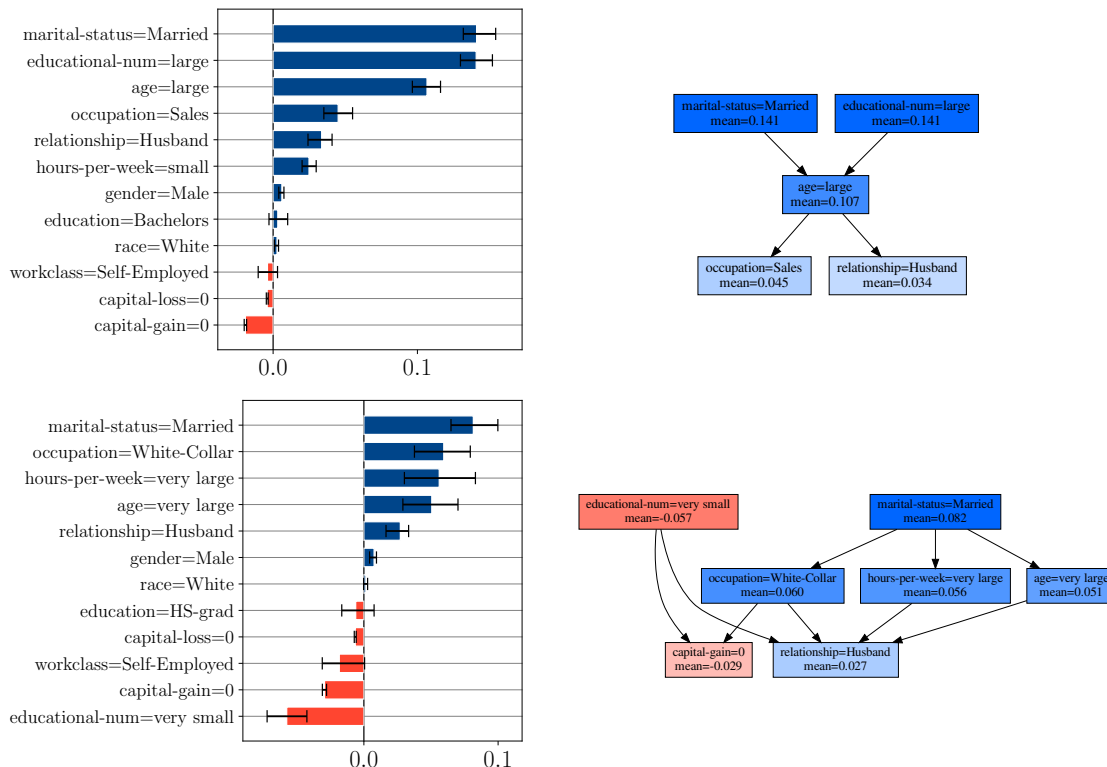 marital-status=Married
educational-num=large
age=large
occupation=Sales
relationship=Husband
hours-per-week=small
gender=Male
education=Bachelors
race=White
workclass=Self-Employed
capital-loss=0
capital-gain=0
0.0
0.1
marital-status=Married
mean=0.141
educational-num=large
mean=0.141
age=large
mean=0.107
occupation=Sales
mean=0.045
relationship=Husband
mean=0.034
marital-status=Married
occupation=White-Collar
hours-per-week=very large
age=very large
relationship=Husband
gender=Male
race=White
education=HS-grad
capital-loss=0
workclass=Self-Employed
capital-gain=0
educational-num=very small
0.0
0.1
educational-num=very small
mean=-0.057
marital-status=Married
mean=0.082
occupation=White-Collar
mean=0.060
hours-per-week=very large
mean=0.056
age=very large
mean=0.051
capital-gain=0
mean=-0.029
relationship=Husband
mean=0.027